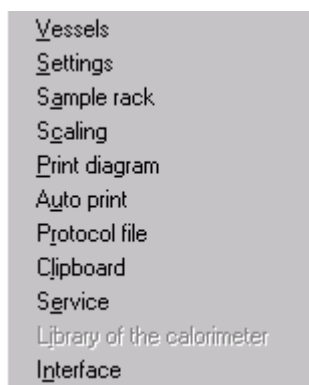 Vessels
Settings
Sample rack
Scaling
Print diagram
Auto print
Protocol file
Clipboard
Service
Library of the calorimeter
Interface